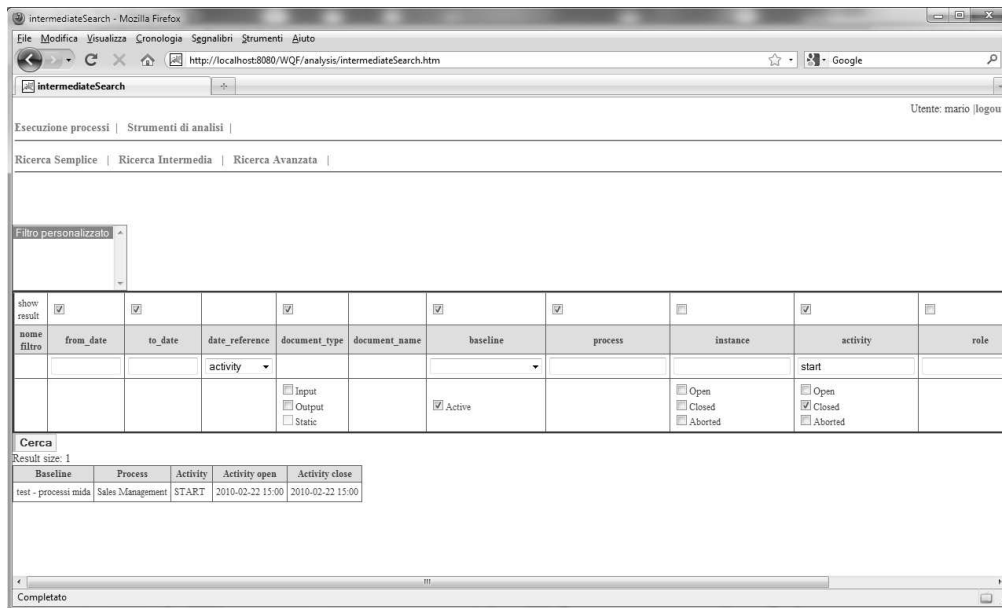 intermediateSearch - Mozilla Firefox
File Modifica Visualizza Cronologia Segnalibri Strumenti Aiuto
http://localhost:8080/WQF/analysis/intermediateSearch.htm Google
intermediateSearch
Utente: mario |logou
Esecuzione processi | Strumenti di analisi |
Ricerca Semplice | Ricerca Intermedia | Ricerca Avanzata |
Filtro personalizzato
show result
nome filtro from_date to_date date_reference document_type document_name baseline process instance activity role
activity start
Input Open Open
Output Active Closed Closed
Static Aborted Aborted
Cerca
Result size: 1
Baseline Process Activity Activity open Activity close
test - processi mida Sales Management START 2010-02-22 15:00 2010-02-22 15:00
Completato